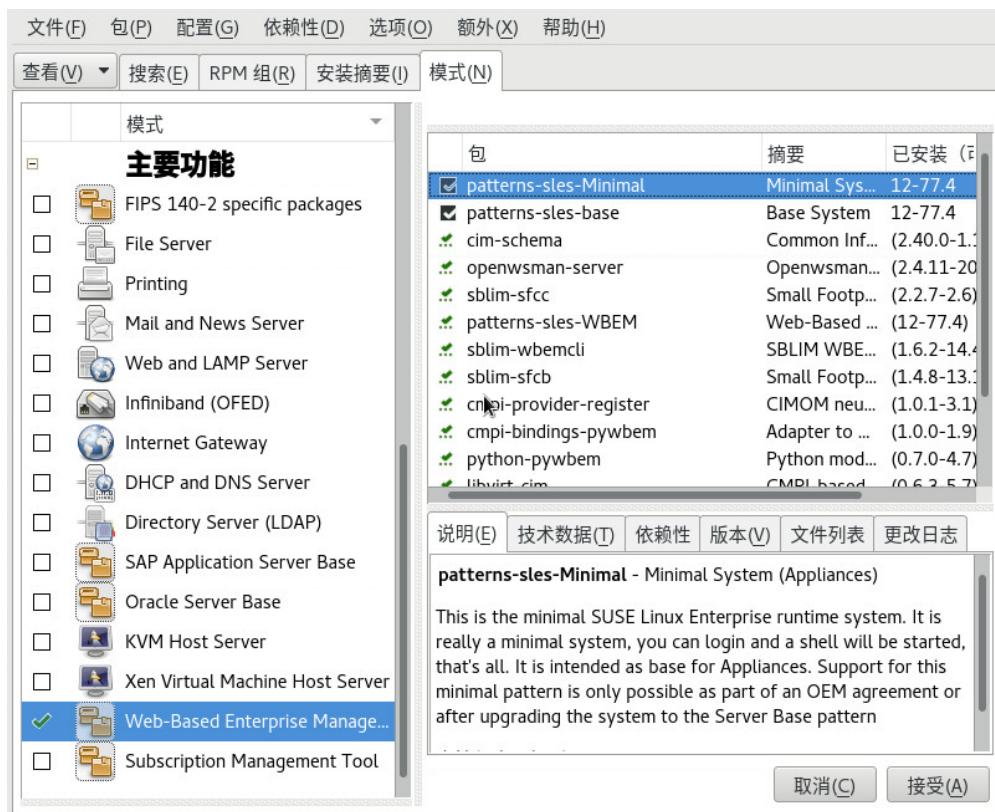 文件(F) 包(P) 配置(G) 依赖性(D) 选项(O) 额外(X) 帮助(H)
查看(V) 搜索(E) RPM 组(R) 安装摘要(I) 模式(N)
模式
主要功能
FIPS 140-2 specific packages
File Server
Printing
Mail and News Server
Web and LAMP Server
Infiniband (OFED)
Internet Gateway
DHCP and DNS Server
Directory Server (LDAP)
SAP Application Server Base
Oracle Server Base
KVM Host Server
Xen Virtual Machine Host Server
Web-Based Enterprise Manage...
Subscription Management Tool
包 摘要 已安装（可
patterns-sles-Minimal Minimal Sys... 12-77.4
patterns-sles-base Base System 12-77.4
cim-schema Common Inf... (2.40.0-1.1
openwsman-server Openwsman... (2.4.11-20
sblim-sfcc Small Footp... (2.2.7-2.6)
patterns-sles-WBEM Web-Based ... (12-77.4)
sblim-wbemcli SBLIM WBE... (1.6.2-14.4
sblim-sfcb Small Footp... (1.4.8-13.1
cmpi-provider-register CIMOM neu... (1.0.1-3.1)
cmpi-bindings-pywbem Adapter to ... (1.0.0-1.9)
python-pywbem Python mod... (0.7.0-4.7)
libvirt-cim CMPI-based (0.6.3-5.7)
说明(E) 技术数据(T) 依赖性 版本(V) 文件列表 更改日志
patterns-sles-Minimal - Minimal System (Appliances)
This is the minimal SUSE Linux Enterprise runtime system. It is
really a minimal system, you can login and a shell will be started,
that's all. It is intended as base for Appliances. Support for this
minimal pattern is only possible as part of an OEM agreement or
after upgrading the system to the Server Base pattern
取消(C) 接受(A)